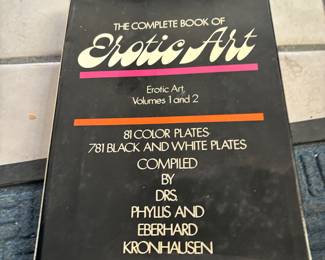 THE COMPLETE BOOK OF
Erotic Art
Erotic Art,
Volumes 1 and 2
81 COLOR PLATES
781 BLACK AND WHITE PLATES
COMPILED
BY
DRS.
PHYLLIS AND
EBERHARD
KRONHAUSEN